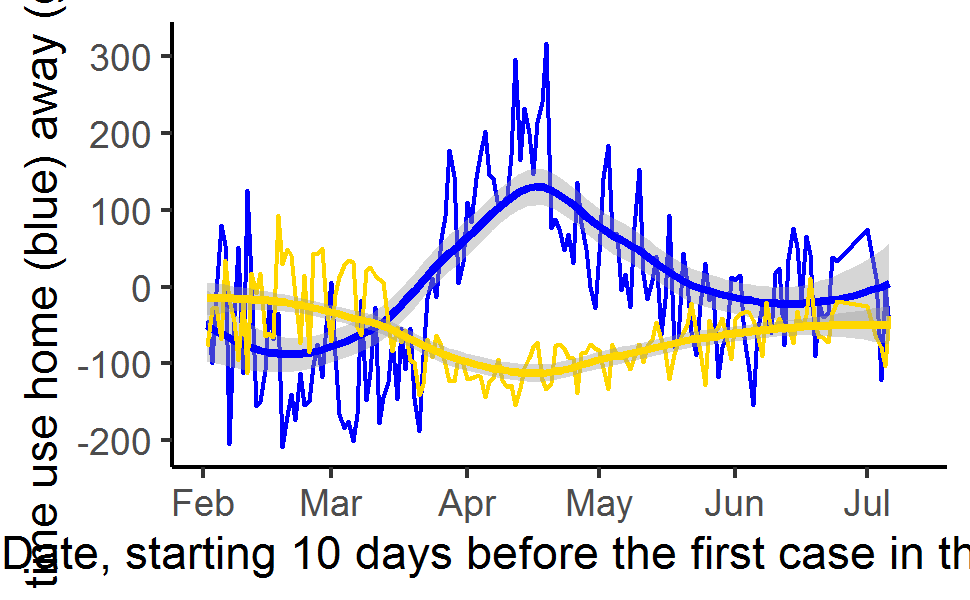 time use home (blue) away (
300
200
100
0
-100
-200
Feb Mar Apr May Jun Jul
Date, starting 10 days before the first case in th